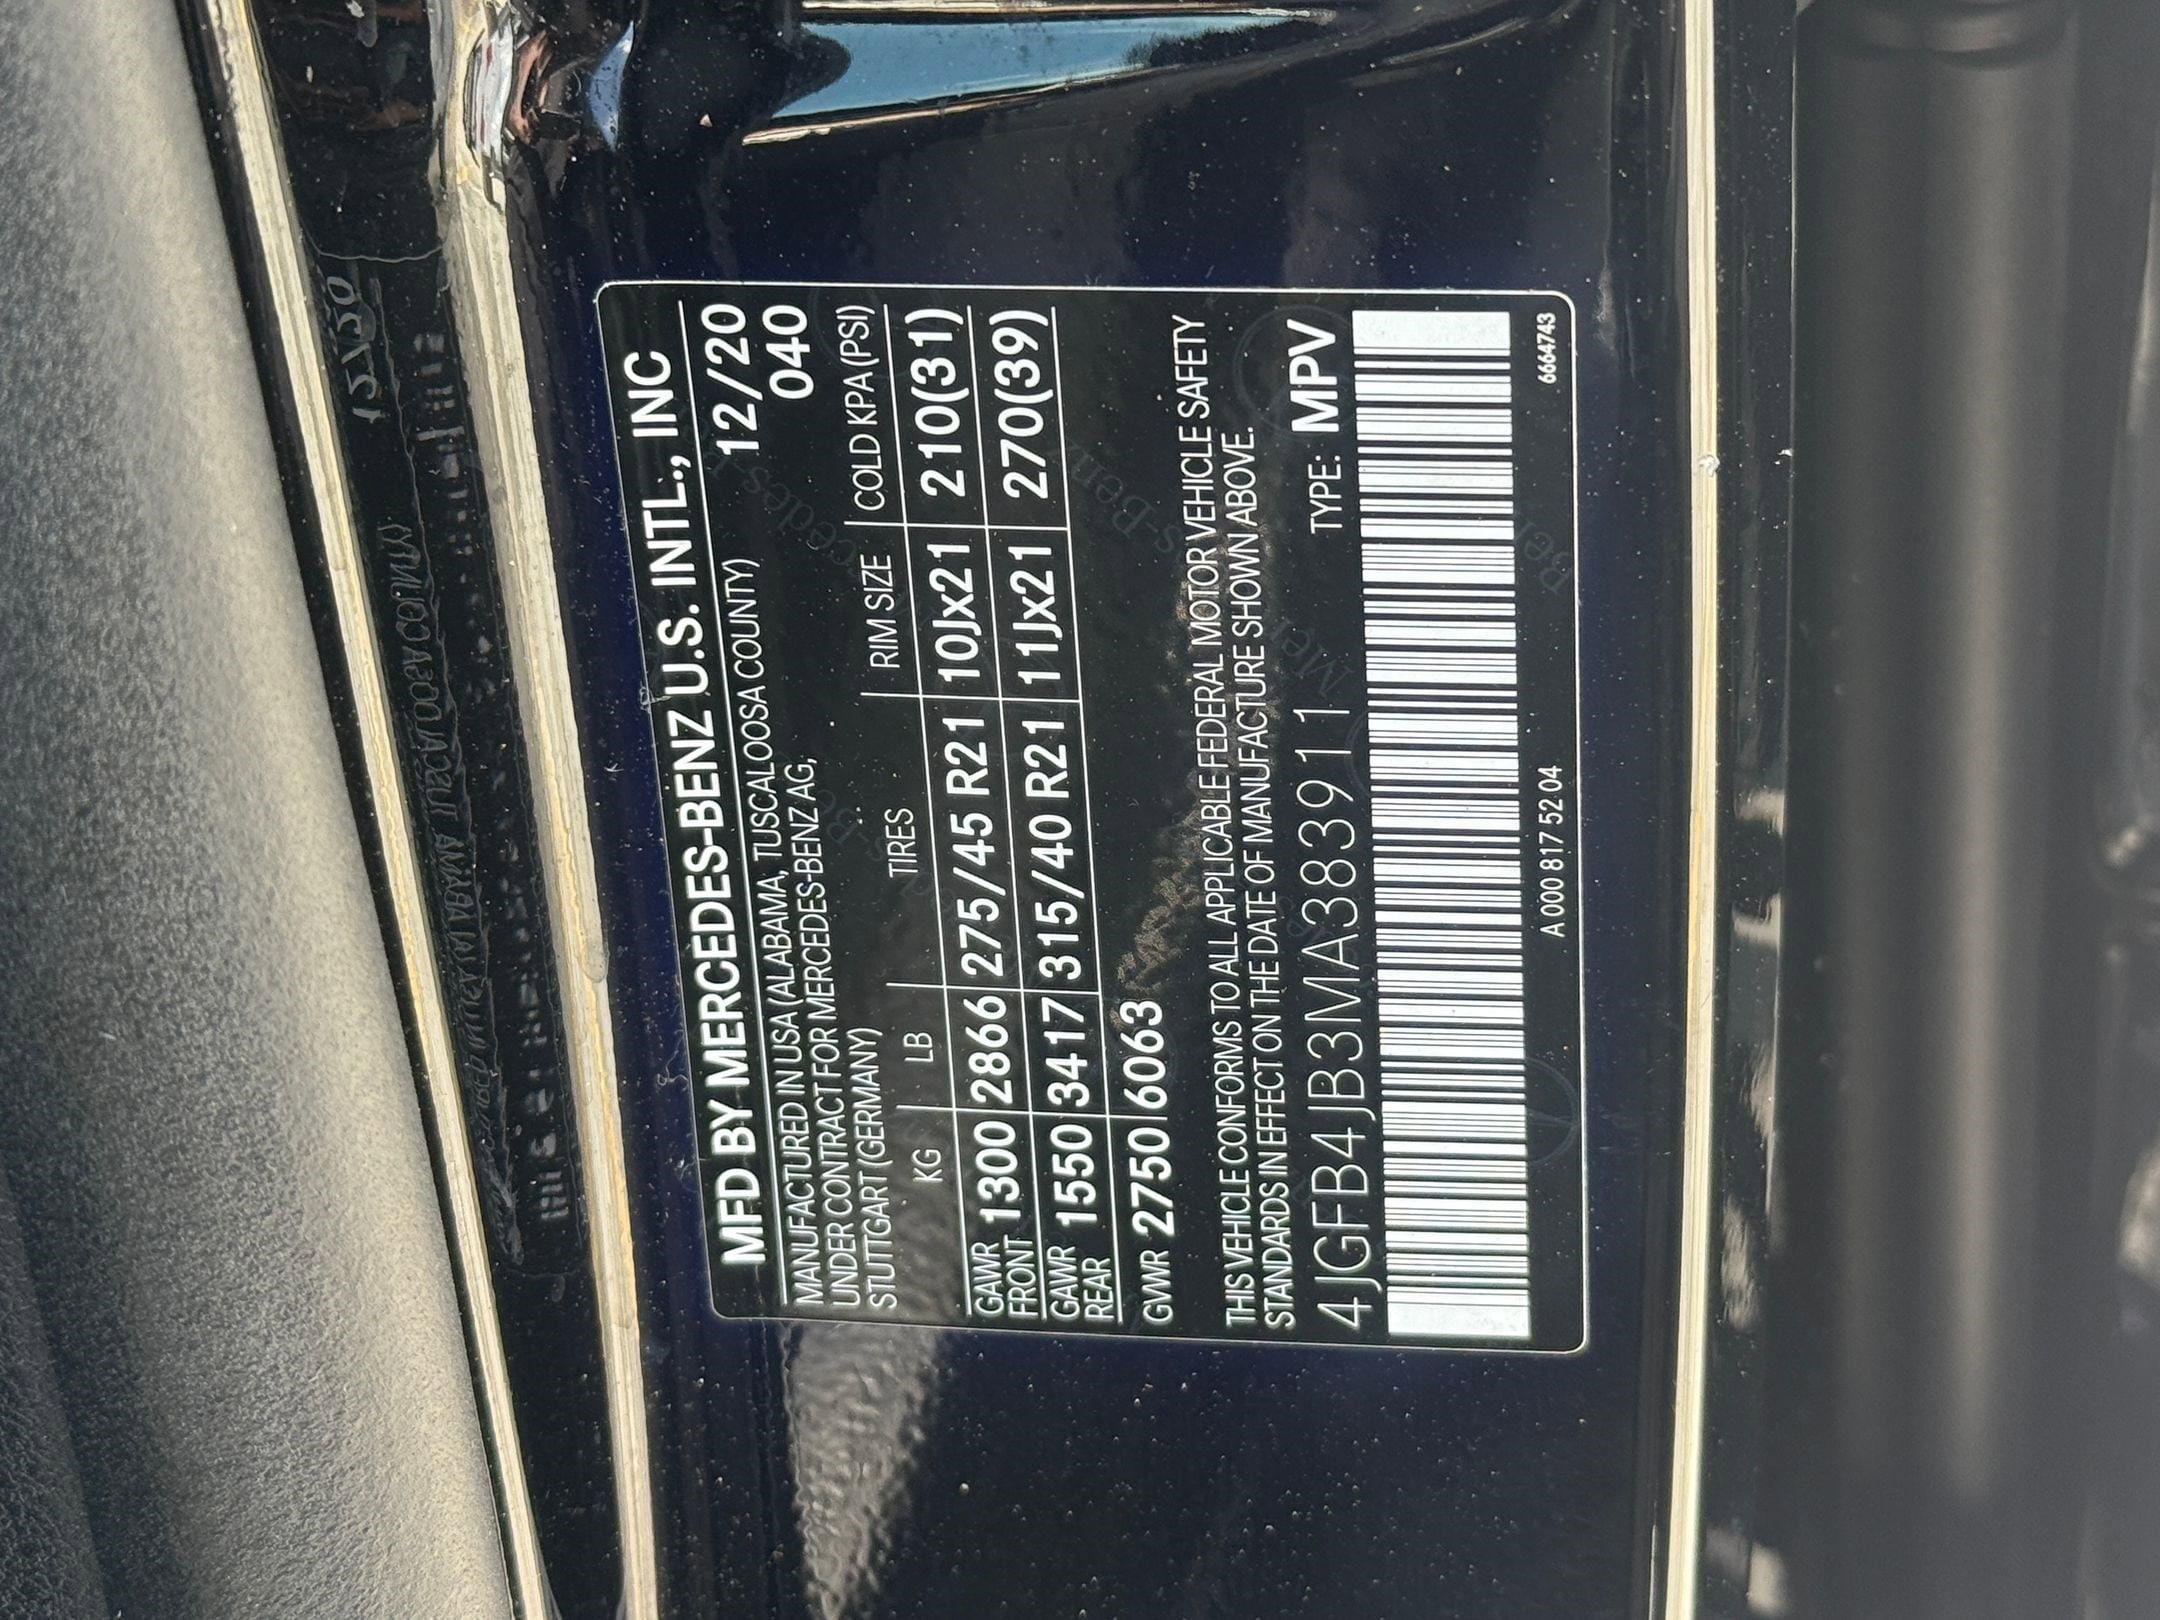 MFD BY MERCEDES-BENZ U.S. INTL., INC
MANUFACTURED IN USA (ALABAMA, TUSCALOOSA COUNTY) 12/20
UNDER CONTRACT FOR MERCEDES-BENZ AG, 040
STUTTGART (GERMANY)
KG LB TIRES RIM SIZE COLD KPA (PSI)
GAWR FRONT 1300 2866 275/45 R21 10Jx21 210(31)
GAWR REAR 1550 3417 315/40 R21 11Jx21 270(39)
GVWR 2750 6063
THIS VEHICLE CONFORMS TO ALL APPLICABLE FEDERAL MOTOR VEHICLE SAFETY
STANDARDS IN EFFECT ON THE DATE OF MANUFACTURE SHOWN ABOVE.
4JGFB4JB3MA383911 TYPE: MPV
A 000 817 52 04 6664743